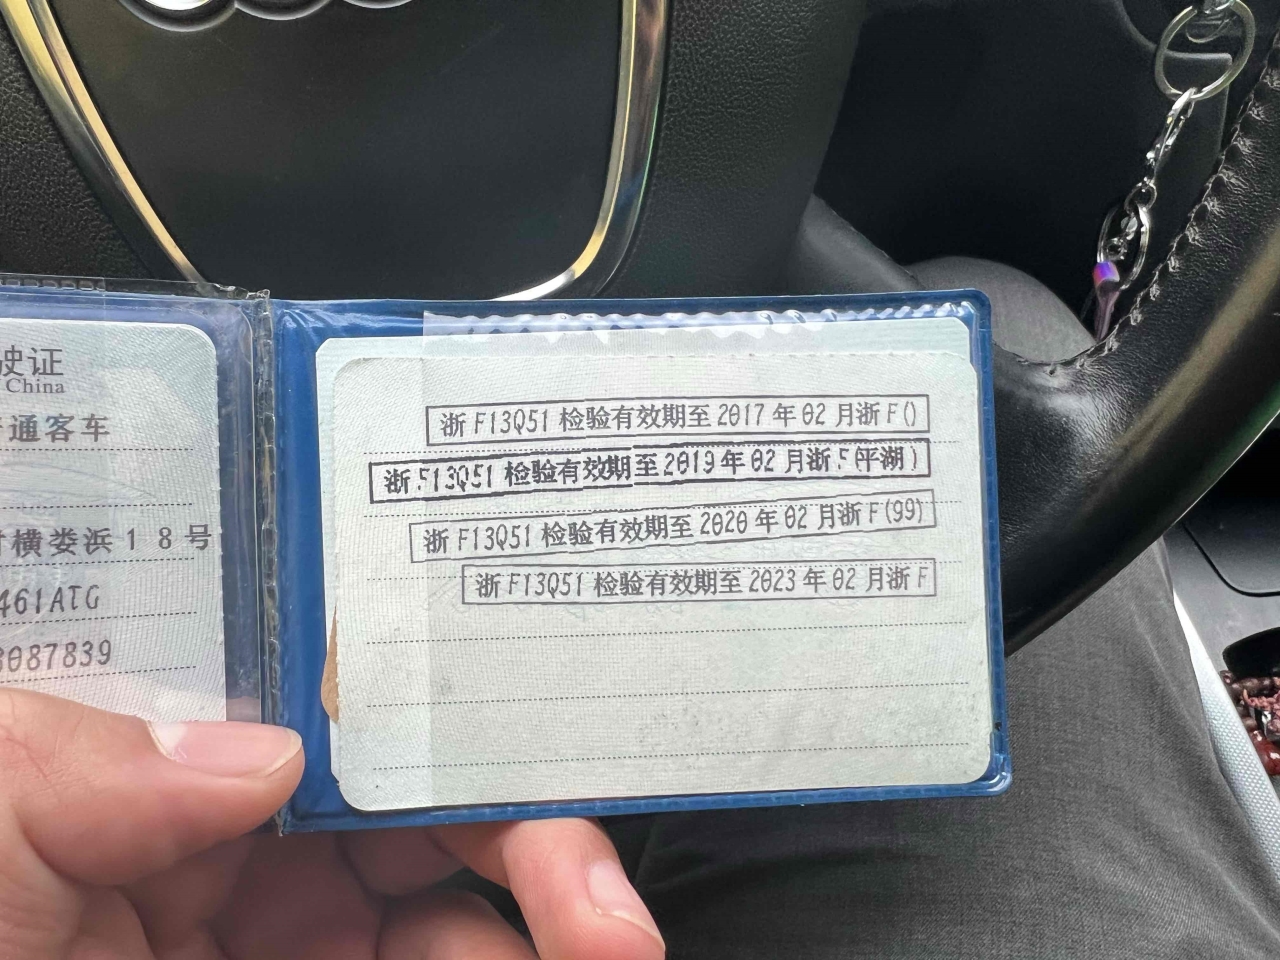 驶证
China
通客车
横娄浜18号
461ATG
087839
浙F13Q51 检验有效期至2017年02月浙F()
浙F13Q51 检验有效期至2019年02月浙F(平湖)
浙F13Q51 检验有效期至2020年02月浙F(99)
浙F13Q51 检验有效期至2023年02月浙F